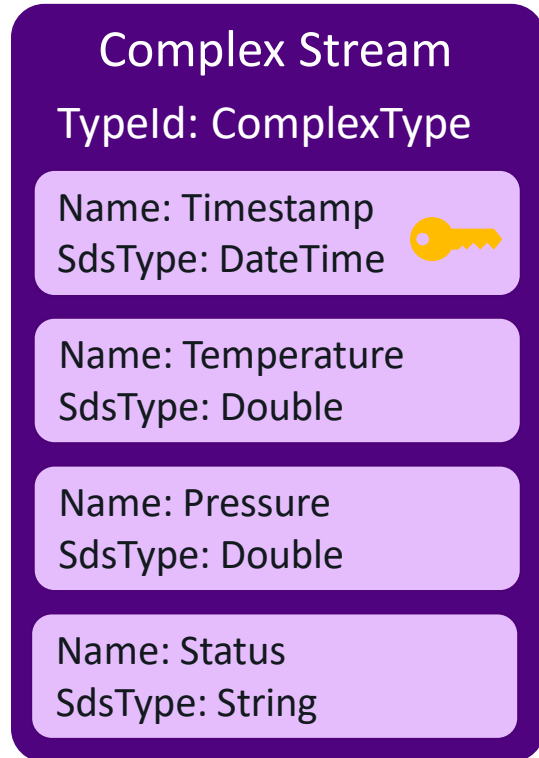 Complex Stream
TypeId: ComplexType
Name: Timestamp
SdsType: DateTime
Name: Temperature
SdsType: Double
Name: Pressure
SdsType: Double
Name: Status
SdsType: String